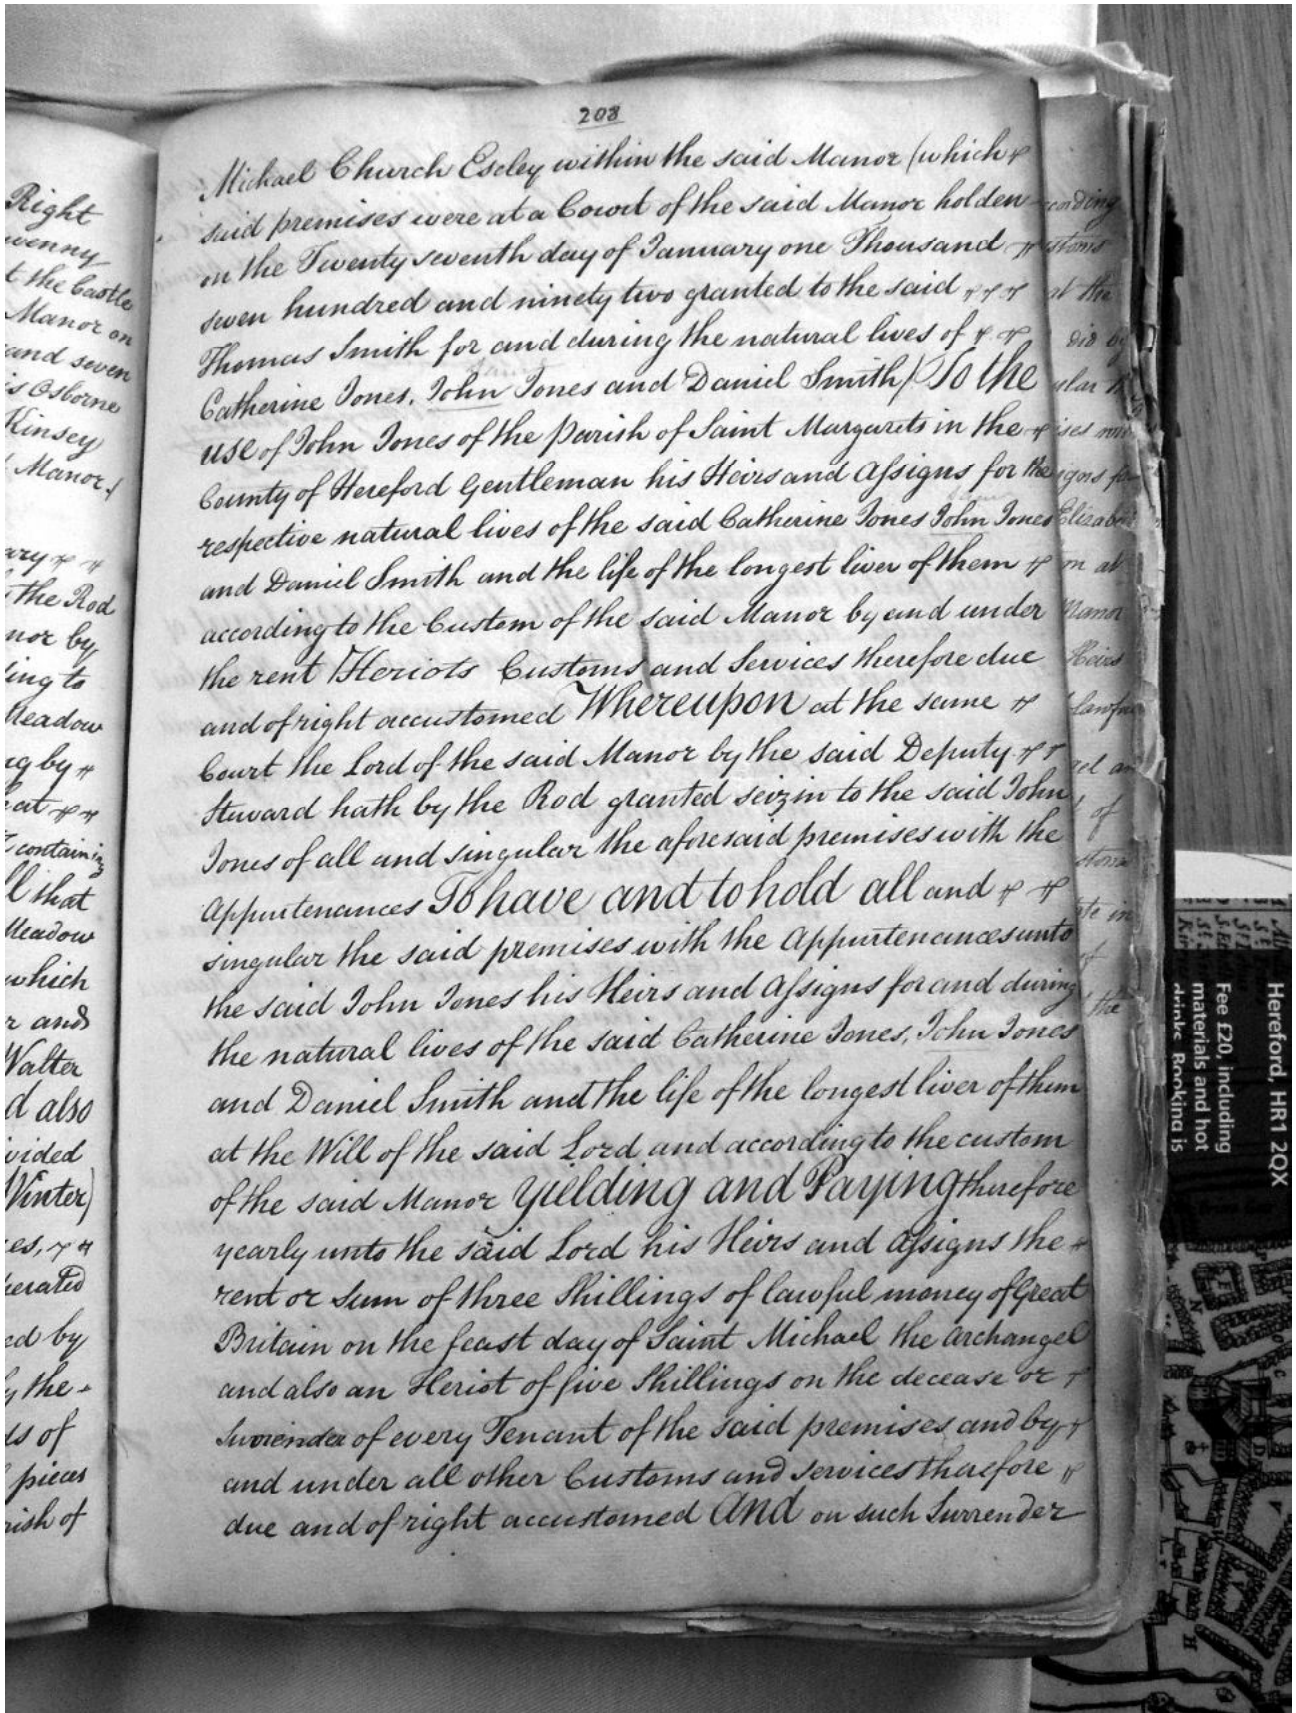 208
Michael Church Escley within the said Manor (which
said premises were at a Court of the said Manor holden
on the Twenty seventh day of January one Thousand
seven hundred and ninety two granted to the said
Thomas Smith for and during the natural lives of
Catherine Jones, John Jones and Daniel Smith) To the
use of John Jones of the parish of Saint Margarets in the
County of Hereford Gentleman his Heirs and Assigns for the
respective natural lives of the said Catherine Jones John Jones
and Daniel Smith and the life of the longest liver of them
according to the Custom of the said Manor by and under
the rent Heriots Customs and Services therefore due
and of right accustomed Whereupon at the same
Court the Lord of the said Manor by the said Deputy
Steward hath by the Rod granted seizin to the said John
Jones of all and singular the aforesaid premises with the
Appurtenances To have and to hold all and
singular the said premises with the Appurtenances unto
the said John Jones his Heirs and Assigns for and during
the natural lives of the said Catherine Jones, John Jones
and Daniel Smith and the life of the longest liver of them
at the Will of the said Lord and according to the custom
of the said Manor Yielding and Paying therefore
yearly unto the said Lord his Heirs and Assigns the
rent or Sum of three Shillings of lawful money of Great
Britain on the feast day of Saint Michael the Archangel
and also an Heriot of five Shillings on the decease or
Surrender of every Tenant of the said premises and by
and under all other Customs and services therefore
due and of right accustomed And on such Surrender
Right
the Castle
Manor on
and seven
Osborne
Kinsey
Manor
the Rod
by
to
Meadow
by
at
containing
that
Meadow
which
and
Walter
also
Winter)
by
the
of
pieces
of
Hereford, HR1 2QX
Fee £20, including
materials and hot
drinks. Booking is